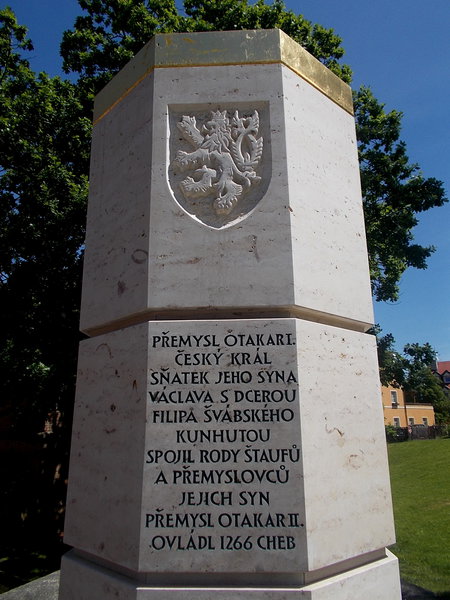 PŘEMYSL OTAKAR I.
ČESKÝ KRÁL
SŇATEK JEHO SYNA
VÁCLAVA S DCEROU
FILIPA ŠVÁBSKÉHO
KUNHUTOU
SPOJIL RODY ŠTAUFŮ
A PŘEMYSLOVCŮ
JEJICH SYN
PŘEMYSL OTAKAR II.
OVLÁDL 1266 CHEB